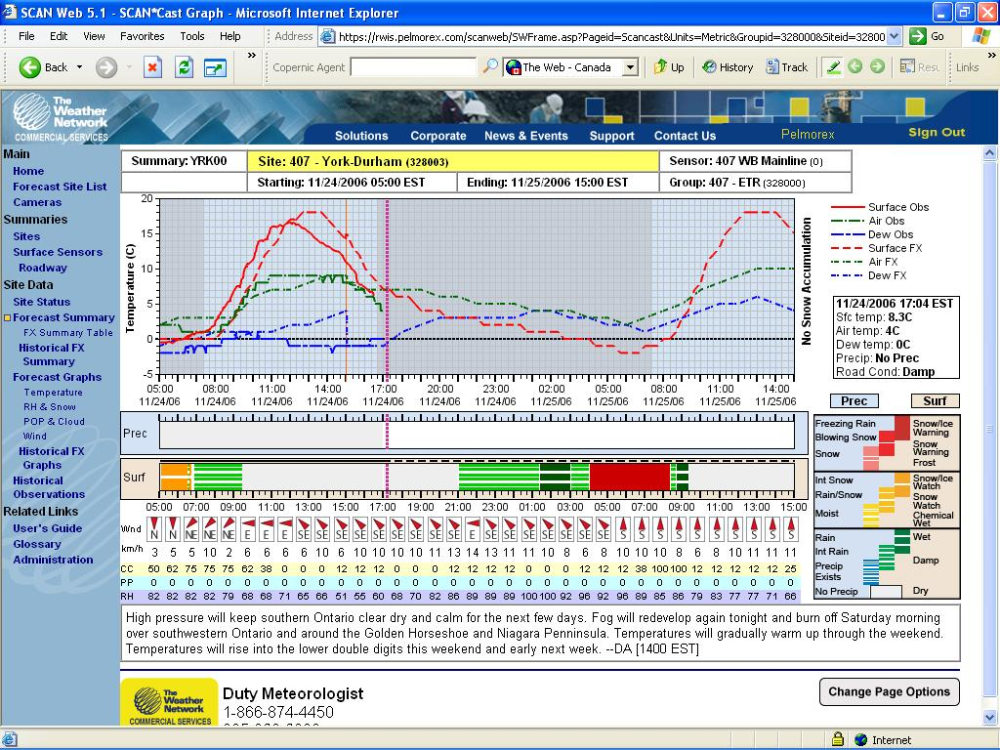 SCAN Web 5.1 - SCAN*Cast Graph - Microsoft Internet Explorer
File Edit View Favorites Tools Help Address https://rwis.pelmorex.com/scanweb/SWFrame.asp?Pageid=Scancast&Units=Metric&Groupid=328000&Siteid=32800 Go
Back Copernic Agent The Web - Canada Up History Track Links
The Weather Network
COMMERCIAL SERVICES
Solutions Corporate News & Events Support Contact Us Pelmorex Sign Out
Main
Home
Forecast Site List
Cameras
Summaries
Sites
Surface Sensors
Roadway
Site Data
Site Status
Forecast Summary
FX Summary Table
Historical FX
Summary
Forecast Graphs
Temperature
RH & Snow
POP & Cloud
Wind
Historical FX
Graphs
Historical
Observations
Related Links
User's Guide
Glossary
Administration
Summary: YRK00 Site: 407 - York-Durham (328003) Sensor: 407 WB Mainline (0)
Starting: 11/24/2006 05:00 EST Ending: 11/25/2006 15:00 EST Group: 407 - ETR (328000)
Temperature (C)
20
15
10
5
0
-5
No Snow Accumulation
05:00 08:00 11:00 14:00 17:00 20:00 23:00 02:00 05:00 08:00 11:00 14:00
11/24/06 11/24/06 11/24/06 11/24/06 11/24/06 11/24/06 11/24/06 11/25/06 11/25/06 11/25/06 11/25/06 11/25/06
Surface Obs
Air Obs
Dew Obs
Surface FX
Air FX
Dew FX
11/24/2006 17:04 EST
Sfc temp: 8.3C
Air temp: 4C
Dew temp: 0C
Precip: No Prec
Road Cond: Damp
Prec
Surf
05:00 07:00 09:00 11:00 13:00 15:00 17:00 19:00 21:00 23:00 01:00 03:00 05:00 07:00 09:00 11:00 13:00 15:00
Wnd N N NE NE NE E E E SE SE SE SE SE SE SE SE SE E SE SE SE SE SE SE SE S S S S S S S S S S
km/h 3 5 5 10 2 6 6 6 6 8 10 8 6 10 8 11 13 14 13 12 11 10 8 6 8 10 8 6 8 8 10 11 11 11 11
CC 50 62 75 75 75 62 38 0 0 0 12 12 12 0 0 0 0 0 0 0 0 0 0 0 12 12 38 100 100 12 12 12 12 12 25
PP 0 0 0 0 0 0 0 0 0 0 0 0 0 0 0 0 0 0 0 0 0 0 0 0 0 0 0 0 0 0 0 0 0 0 0
RH 82 82 82 82 79 68 68 71 65 66 51 55 60 68 70 82 86 89 89 89 100 100 92 96 92 96 89 85 86 79 83 77 77 71 66
Prec Surf
Freezing Rain
Blowing Snow
Snow
Snow/Ice
Warning
Snow
Warning
Frost
Int Snow
Rain/Snow
Moist
Snow/Ice
Watch
Snow
Watch
Chemical
Wet
Rain
Int Rain
Precip
Exists
No Precip
Wet
Damp
Dry
High pressure will keep southern Ontario clear dry and calm for the next few days. Fog will redevelop again tonight and burn off Saturday morning
over southwestern Ontario and around the Golden Horseshoe and Niagara Penninsula. Temperatures will gradually warm up through the weekend.
Temperatures will rise into the lower double digits this weekend and early next week. --DA [1400 EST]
The Weather Network
COMMERCIAL SERVICES
Duty Meteorologist
1-866-874-4450
Change Page Options
Internet